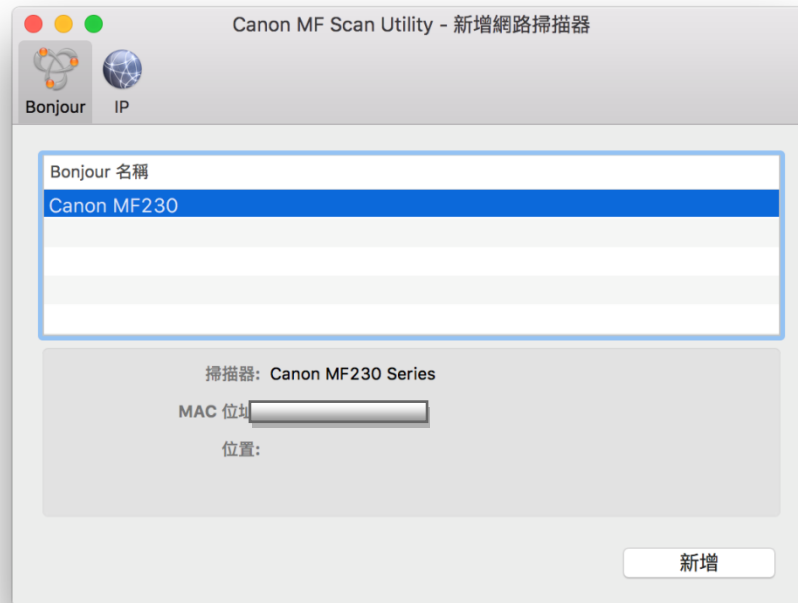 Canon MF Scan Utility - 新增網路掃描器
Bonjour IP
Bonjour 名稱
Canon MF230
掃描器: Canon MF230 Series
MAC 位址
位置:
新增